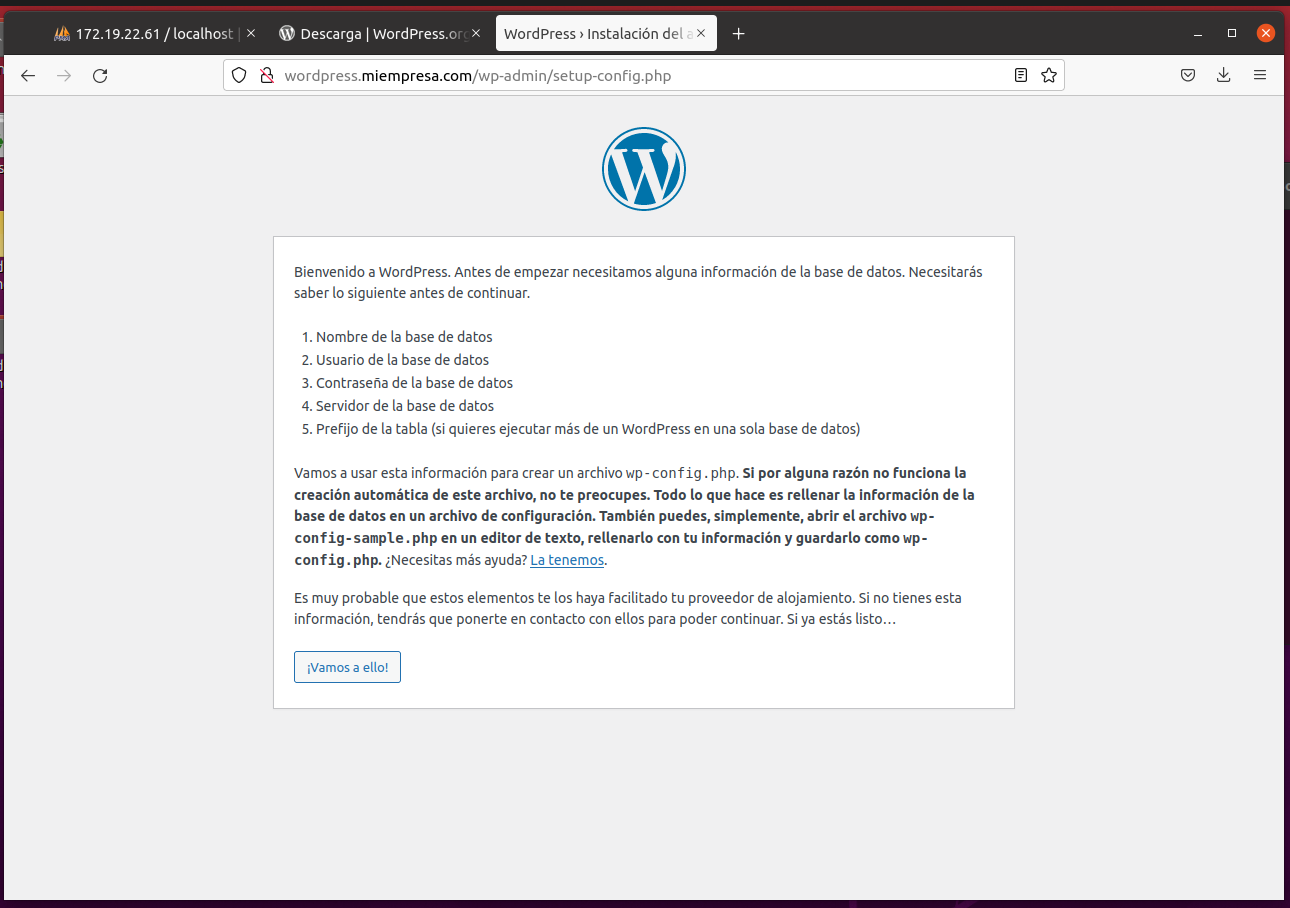 172.19.22.61 / localhost |
Descarga | WordPress.org
WordPress › Instalación del a
wordpress.miempresa.com/wp-admin/setup-config.php
Bienvenido a WordPress. Antes de empezar necesitamos alguna información de la base de datos. Necesitarás
saber lo siguiente antes de continuar.
1. Nombre de la base de datos
2. Usuario de la base de datos
3. Contraseña de la base de datos
4. Servidor de la base de datos
5. Prefijo de la tabla (si quieres ejecutar más de un WordPress en una sola base de datos)
Vamos a usar esta información para crear un archivo wp-config.php. Si por alguna razón no funciona la
creación automática de este archivo, no te preocupes. Todo lo que hace es rellenar la información de la
base de datos en un archivo de configuración. También puedes, simplemente, abrir el archivo wp-
config-sample.php en un editor de texto, rellenarlo con tu información y guardarlo como wp-
config.php. ¿Necesitas más ayuda? La tenemos.
Es muy probable que estos elementos te los haya facilitado tu proveedor de alojamiento. Si no tienes esta
información, tendrás que ponerte en contacto con ellos para poder continuar. Si ya estás listo…
¡Vamos a ello!